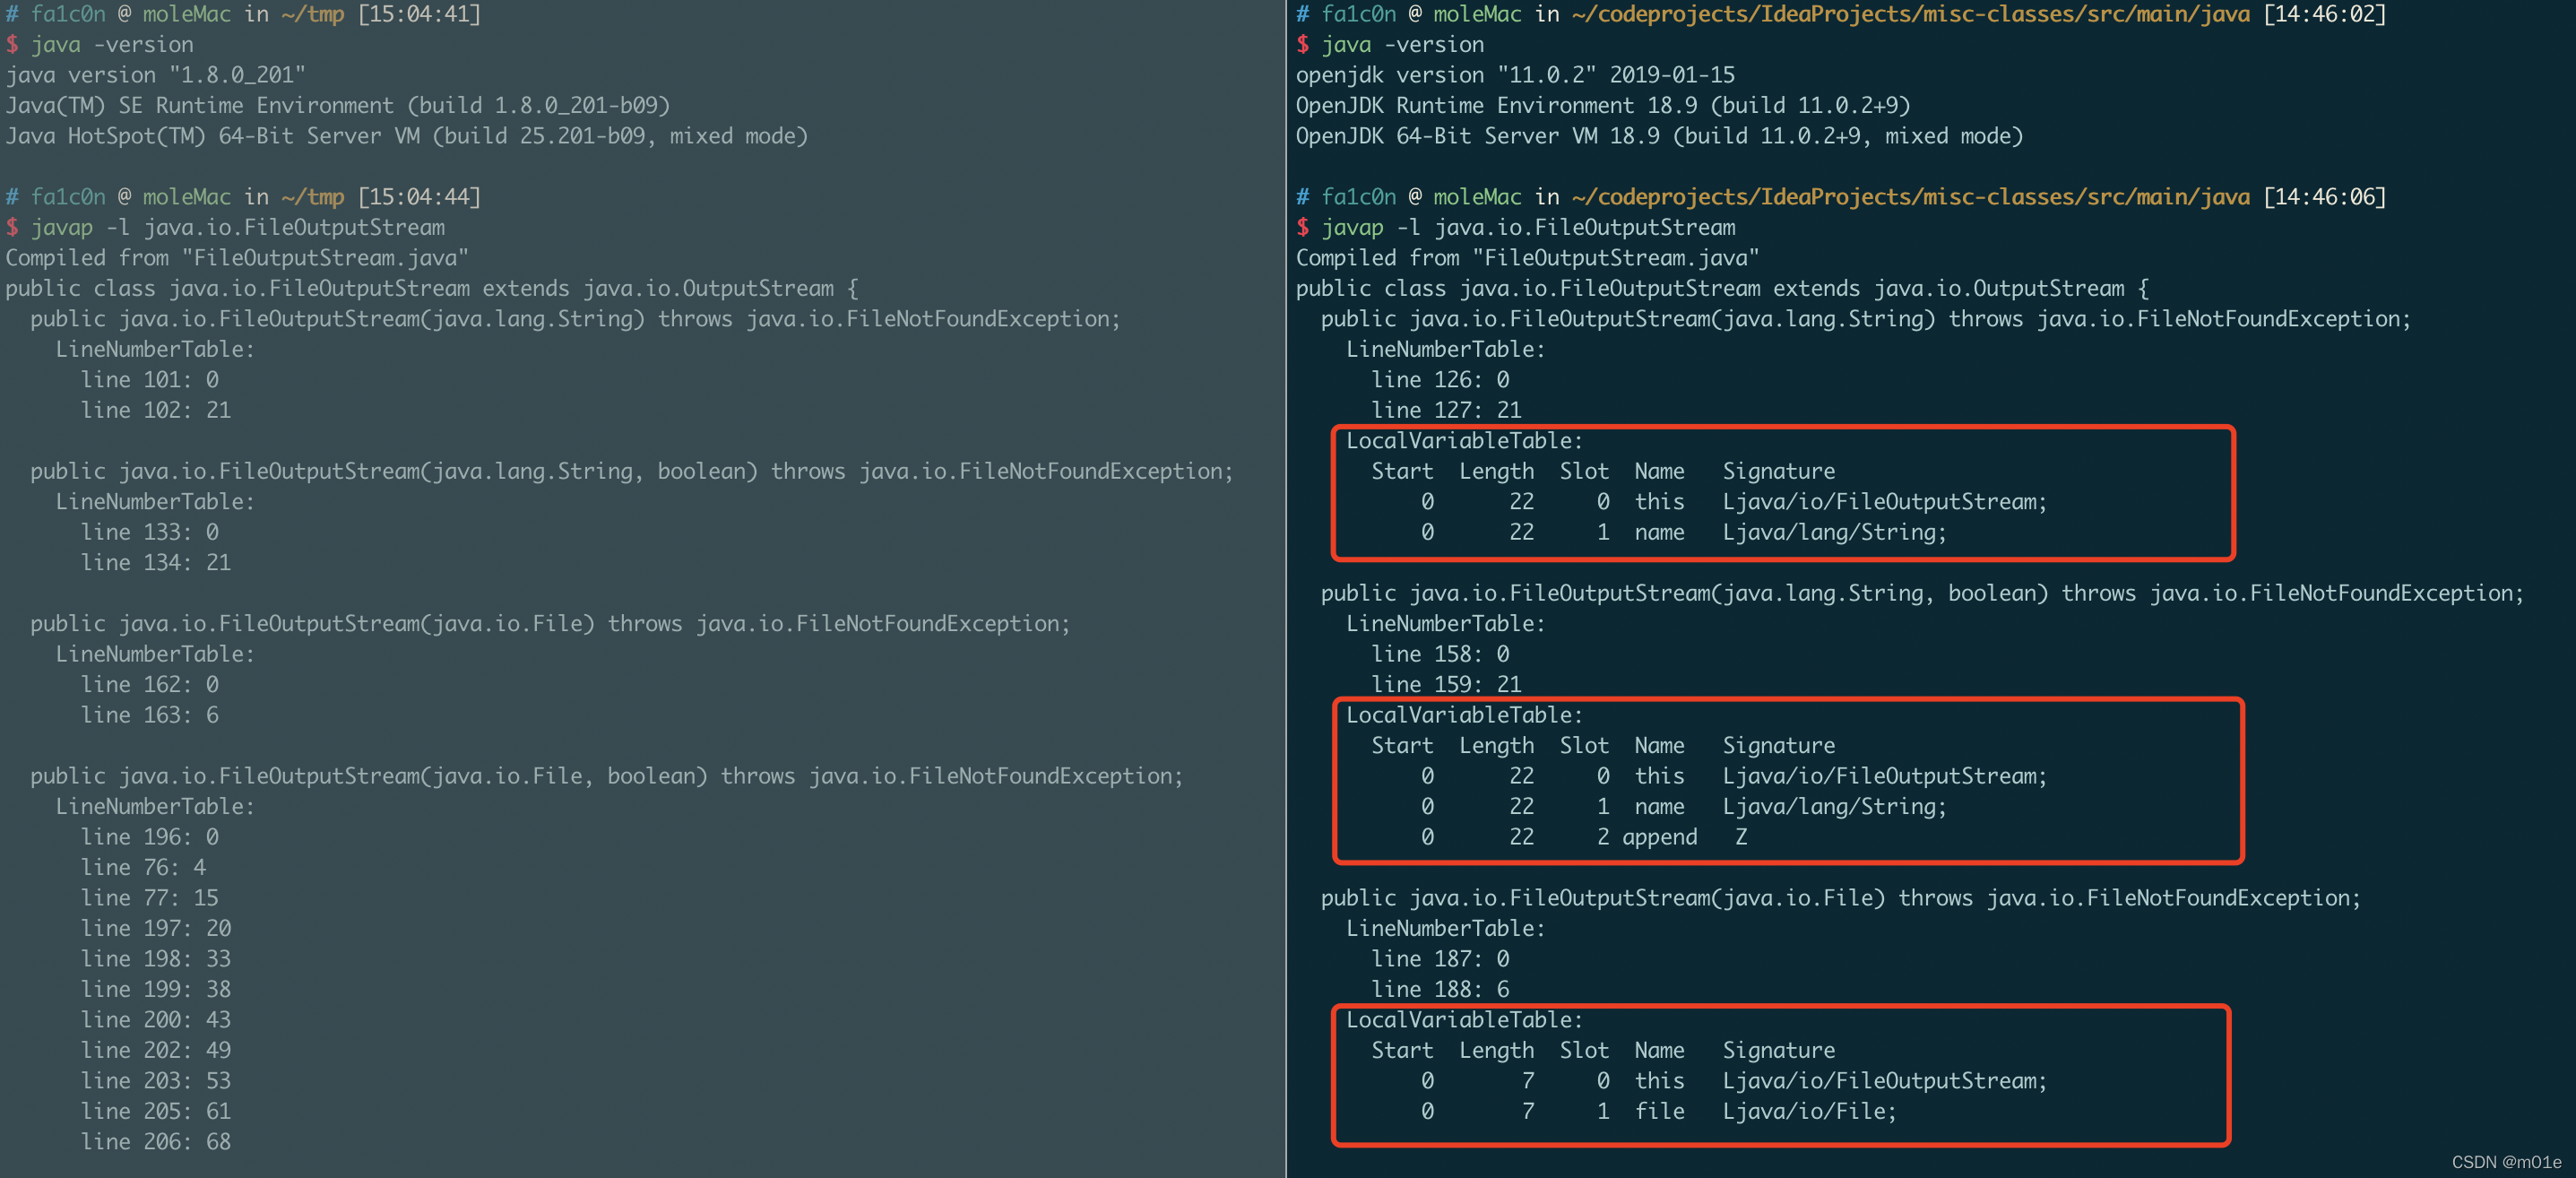 # fa1c0n @ moleMac in ~/tmp [15:04:41]
$ java -version
java version "1.8.0_201"
Java(TM) SE Runtime Environment (build 1.8.0_201-b09)
Java HotSpot(TM) 64-Bit Server VM (build 25.201-b09, mixed mode)

# fa1c0n @ moleMac in ~/tmp [15:04:44]
$ javap -l java.io.FileOutputStream
Compiled from "FileOutputStream.java"
public class java.io.FileOutputStream extends java.io.OutputStream {
  public java.io.FileOutputStream(java.lang.String) throws java.io.FileNotFoundException;
    LineNumberTable:
      line 101: 0
      line 102: 21

  public java.io.FileOutputStream(java.lang.String, boolean) throws java.io.FileNotFoundException;
    LineNumberTable:
      line 133: 0
      line 134: 21

  public java.io.FileOutputStream(java.io.File) throws java.io.FileNotFoundException;
    LineNumberTable:
      line 162: 0
      line 163: 6

  public java.io.FileOutputStream(java.io.File, boolean) throws java.io.FileNotFoundException;
    LineNumberTable:
      line 196: 0
      line 76: 4
      line 77: 15
      line 197: 20
      line 198: 33
      line 199: 38
      line 200: 43
      line 202: 49
      line 203: 53
      line 205: 61
      line 206: 68

# fa1c0n @ moleMac in ~/codeprojects/IdeaProjects/misc-classes/src/main/java [14:46:02]
$ java -version
openjdk version "11.0.2" 2019-01-15
OpenJDK Runtime Environment 18.9 (build 11.0.2+9)
OpenJDK 64-Bit Server VM 18.9 (build 11.0.2+9, mixed mode)

# fa1c0n @ moleMac in ~/codeprojects/IdeaProjects/misc-classes/src/main/java [14:46:06]
$ javap -l java.io.FileOutputStream
Compiled from "FileOutputStream.java"
public class java.io.FileOutputStream extends java.io.OutputStream {
  public java.io.FileOutputStream(java.lang.String) throws java.io.FileNotFoundException;
    LineNumberTable:
      line 126: 0
      line 127: 21
    LocalVariableTable:
      Start  Length  Slot  Name   Signature
          0      22     0  this   Ljava/io/FileOutputStream;
          0      22     1  name   Ljava/lang/String;

  public java.io.FileOutputStream(java.lang.String, boolean) throws java.io.FileNotFoundException;
    LineNumberTable:
      line 158: 0
      line 159: 21
    LocalVariableTable:
      Start  Length  Slot  Name   Signature
          0      22     0  this   Ljava/io/FileOutputStream;
          0      22     1  name   Ljava/lang/String;
          0      22     2 append   Z

  public java.io.FileOutputStream(java.io.File) throws java.io.FileNotFoundException;
    LineNumberTable:
      line 187: 0
      line 188: 6
    LocalVariableTable:
      Start  Length  Slot  Name   Signature
          0       7     0  this   Ljava/io/FileOutputStream;
          0       7     1  file   Ljava/io/File;
CSDN @m01e